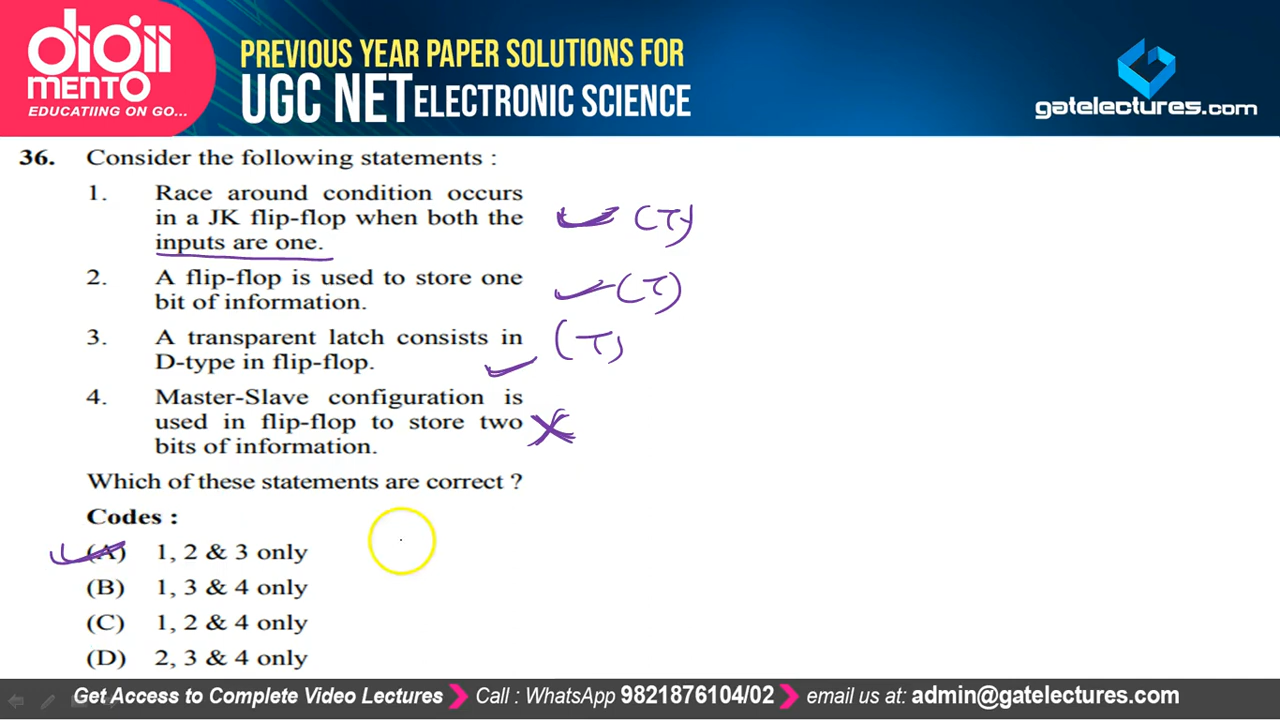 digii
mento
EDUCATIING ON GO...
PREVIOUS YEAR PAPER SOLUTIONS FOR
UGC NET ELECTRONIC SCIENCE
gatelectures.com
36. Consider the following statements :
1. Race around condition occurs
in a JK flip-flop when both the
inputs are one.
(T)
2. A flip-flop is used to store one
bit of information.
(T)
3. A transparent latch consists in
D-type in flip-flop.
(T)
4. Master-Slave configuration is
used in flip-flop to store two
bits of information.
Which of these statements are correct ?
Codes :
(A) 1, 2 & 3 only
(B) 1, 3 & 4 only
(C) 1, 2 & 4 only
(D) 2, 3 & 4 only
Get Access to Complete Video Lectures Call : WhatsApp 9821876104/02 email us at: admin@gatelectures.com